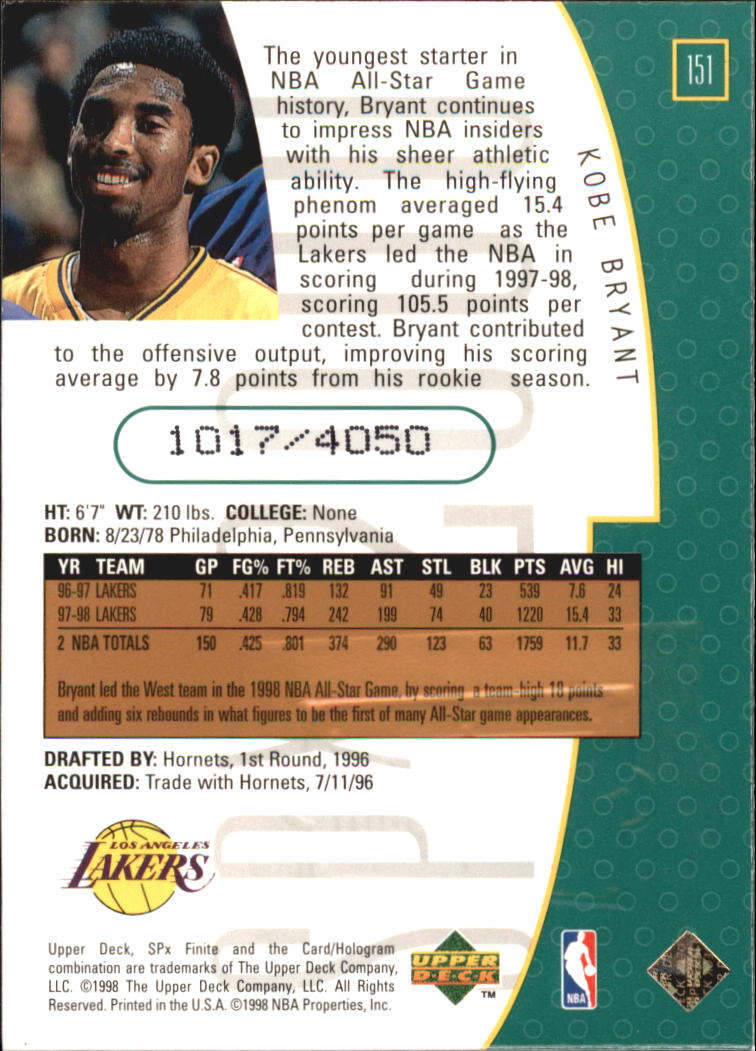 151
The youngest starter in
NBA All-Star Game
history, Bryant continues
to impress NBA insiders
with his sheer athletic
ability. The high-flying
phenom averaged 15.4
points per game as the
Lakers led the NBA in
scoring during 1997-98,
scoring 105.5 points per
contest. Bryant contributed
to the offensive output, improving his scoring
average by 7.8 points from his rookie season.
KOBE BRYANT
1017/4050
HT: 6'7" WT: 210 lbs. COLLEGE: None
BORN: 8/23/78 Philadelphia, Pennsylvania
YR TEAM GP FG% FT% REB AST STL BLK PTS AVG HI
96-97 LAKERS 71 .417 .819 132 91 49 23 539 7.6 24
97-98 LAKERS 79 .428 .794 242 199 74 40 1220 15.4 33
2 NBA TOTALS 150 .425 .801 374 290 123 63 1759 11.7 33
Bryant led the West team in the 1998 NBA All-Star Game, by scoring a team-high 18 points
and adding six rebounds in what figures to be the first of many All-Star game appearances.
DRAFTED BY: Hornets, 1st Round, 1996
ACQUIRED: Trade with Hornets, 7/11/96
LOS ANGELES
LAKERS
Upper Deck, SPx Finite and the Card/Hologram
combination are trademarks of The Upper Deck Company,
LLC. ©1998 The Upper Deck Company, LLC. All Rights
Reserved. Printed in the U.S.A. ©1998 NBA Properties, Inc.
UPPER
DECK
TM
NBA
UPPER
DECK